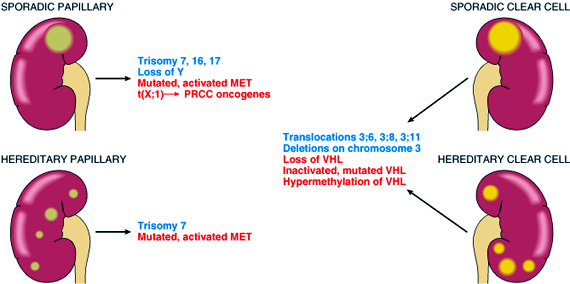 SPORADIC PAPILLARY
Trisomy 7, 16, 17
Loss of Y
Mutated, activated MET
t(X;1)→ PRCC oncogenes
HEREDITARY PAPILLARY
Trisomy 7
Mutated, activated MET
SPORADIC CLEAR CELL
Translocations 3;6, 3;8, 3;11
Deletions on chromosome 3
Loss of VHL
Inactivated, mutated VHL
Hypermethylation of VHL
HEREDITARY CLEAR CELL